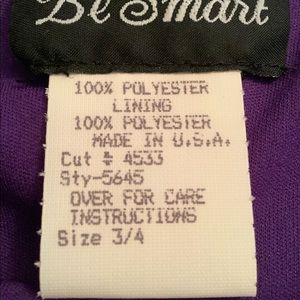 Be Smart
100% POLYESTER
LINING
100% POLYESTER
MADE IN U.S.A.
Cut # 4533
Sty-5645
OVER FOR CARE
INSTRUCTIONS
Size 3/4